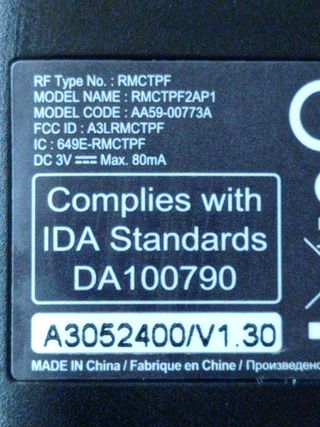 RF Type No. : RMCTPF
MODEL NAME : RMCTPF2AP1
MODEL CODE : AA59-00773A
FCC ID : A3LRMCTPF
IC : 649E-RMCTPF
DC 3V ⎓ Max. 80mA
Complies with
IDA Standards
DA100790
A3052400/V1.30
MADE IN China / Fabrique en Chine / Произведено